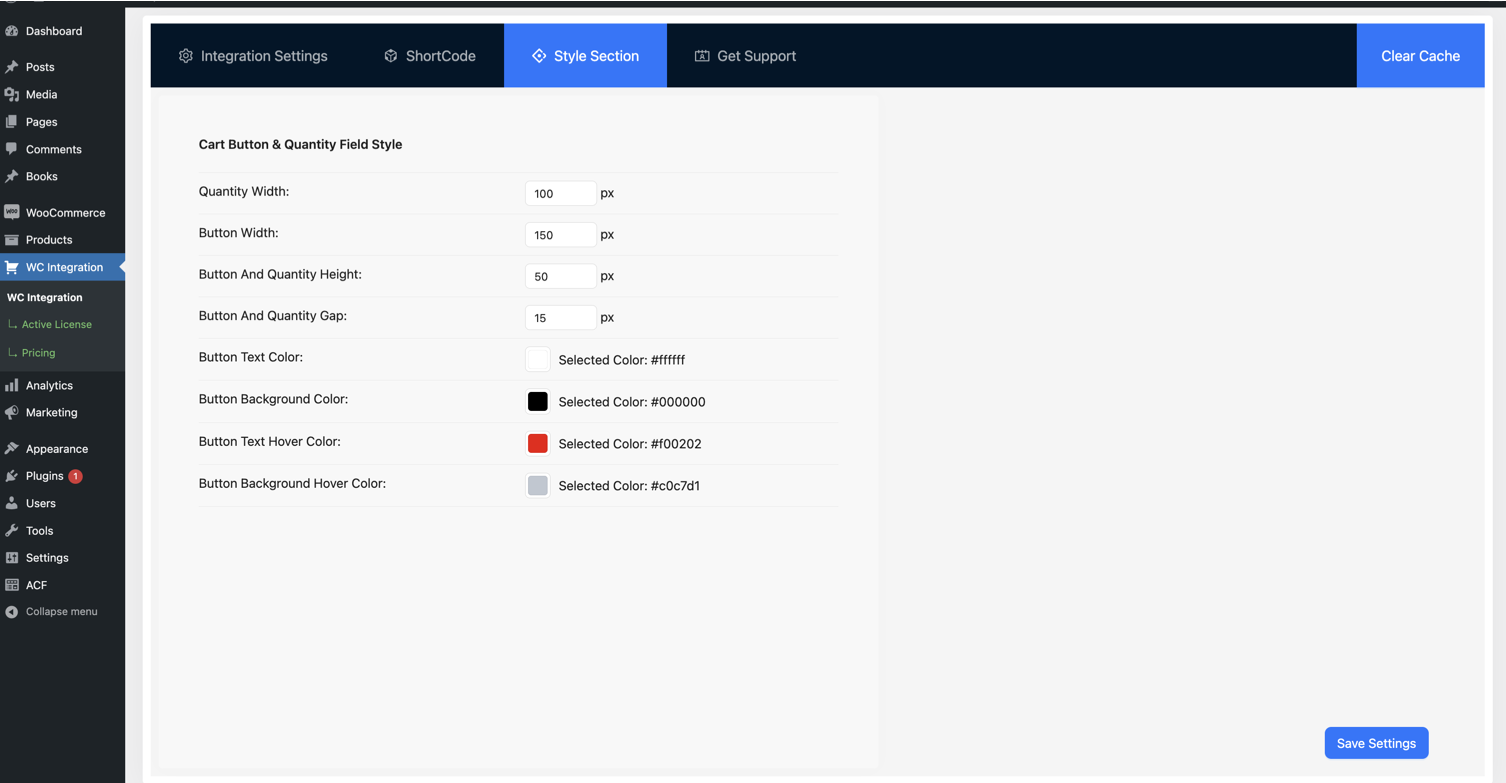 Dashboard
Posts
Media
Pages
Comments
Books
WooCommerce
Products
WC Integration
WC Integration
Active License
Pricing
Analytics
Marketing
Appearance
Plugins 1
Users
Tools
Settings
ACF
Collapse menu
Integration Settings ShortCode Style Section Get Support Clear Cache
Cart Button & Quantity Field Style
Quantity Width: 100 px
Button Width: 150 px
Button And Quantity Height: 50 px
Button And Quantity Gap: 15 px
Button Text Color: Selected Color: #ffffff
Button Background Color: Selected Color: #000000
Button Text Hover Color: Selected Color: #f00202
Button Background Hover Color: Selected Color: #c0c7d1
Save Settings